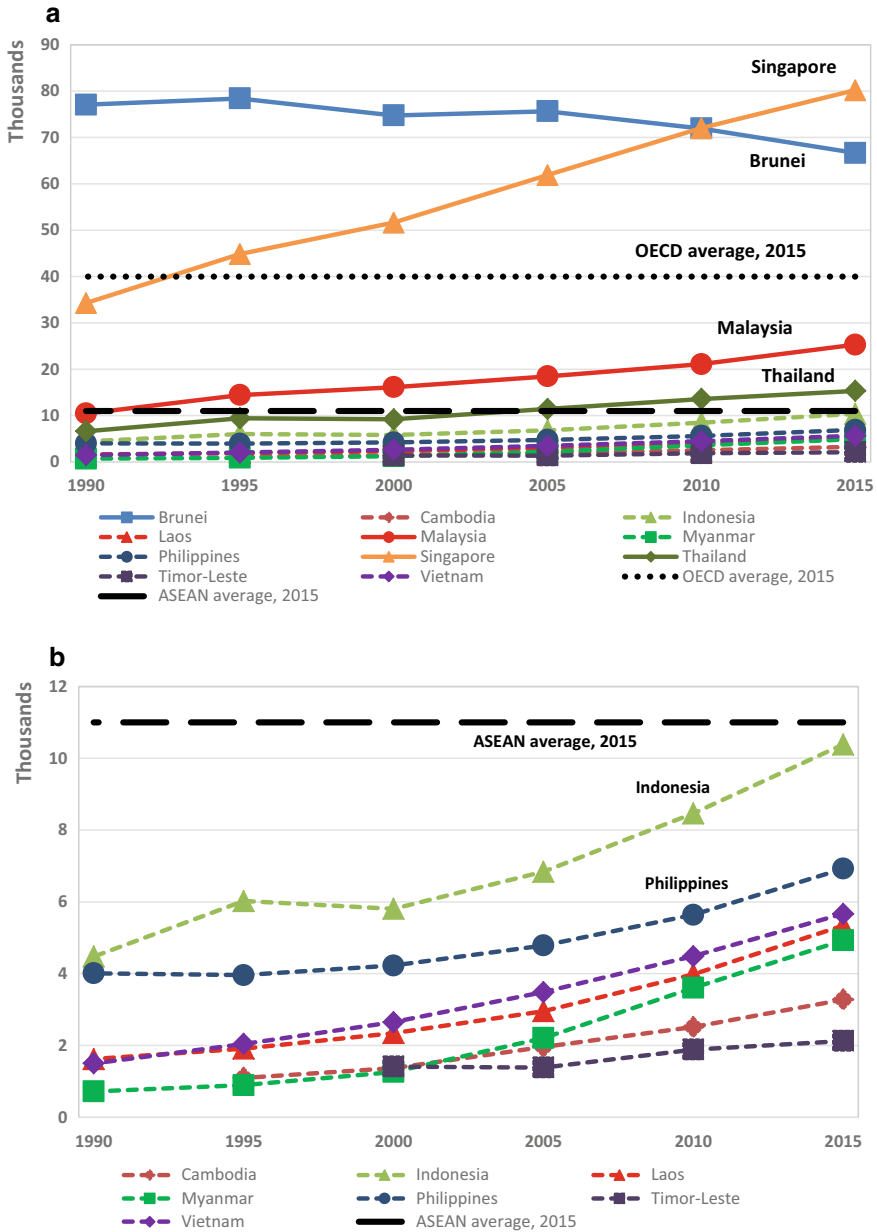 a
Thousands
90
80
70
60
50
40
30
20
10
0
Singapore
Brunei
OECD average, 2015
Malaysia
Thailand
1990 1995 2000 2005 2010 2015
Brunei Cambodia Indonesia
Laos Malaysia Myanmar
Philippines Singapore Thailand
Timor-Leste Vietnam OECD average, 2015
ASEAN average, 2015
b
Thousands
12
10
8
6
4
2
0
ASEAN average, 2015
Indonesia
Philippines
1990 1995 2000 2005 2010 2015
Cambodia Indonesia Laos
Myanmar Philippines Timor-Leste
Vietnam ASEAN average, 2015